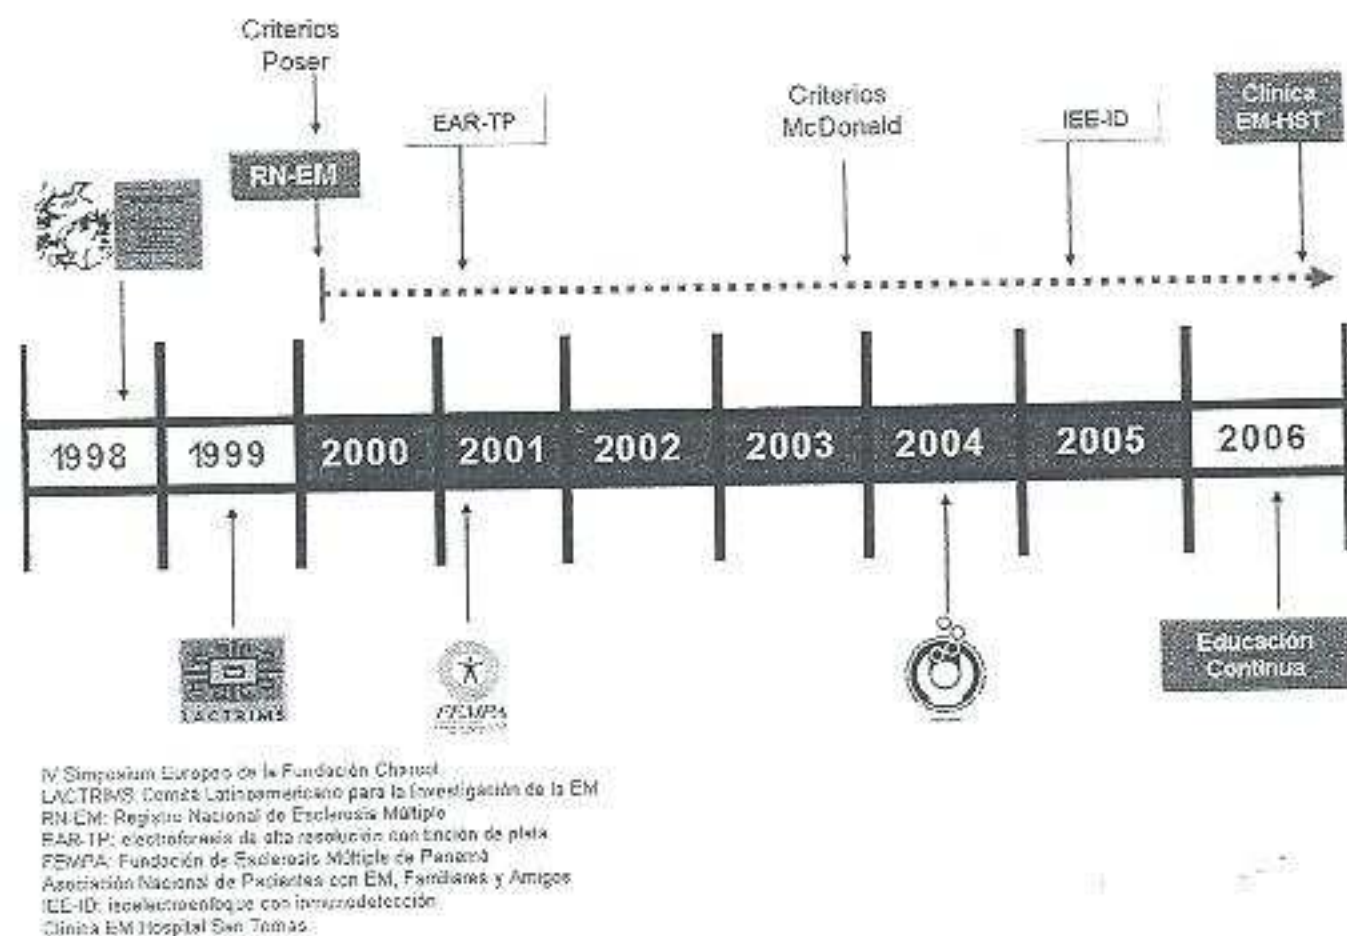 Criterios
Poser
EAR-TP
Criterios
McDonald
IEE-ID
Clínica
EM-HST
RN-EM
1998
1999
2000
2001
2002
2003
2004
2005
2006
LACTRIMS
FEMPA
Educación
Continua
IV Simposium Europeo de la Fundación Charcot
LACTRIMS: Comité Latinoamericano para la Investigación de la EM
RN-EM: Registro Nacional de Esclerosis Múltiple
EAR-TP: electroforesis de alta resolución con tinción de plata
FEMPA: Fundación de Esclerosis Múltiple de Panamá
Asociación Nacional de Pacientes con EM, Familiares y Amigos
IEE-ID: isoelectroenfoque con inmunodetección
Clínica EM Hospital San Tomás